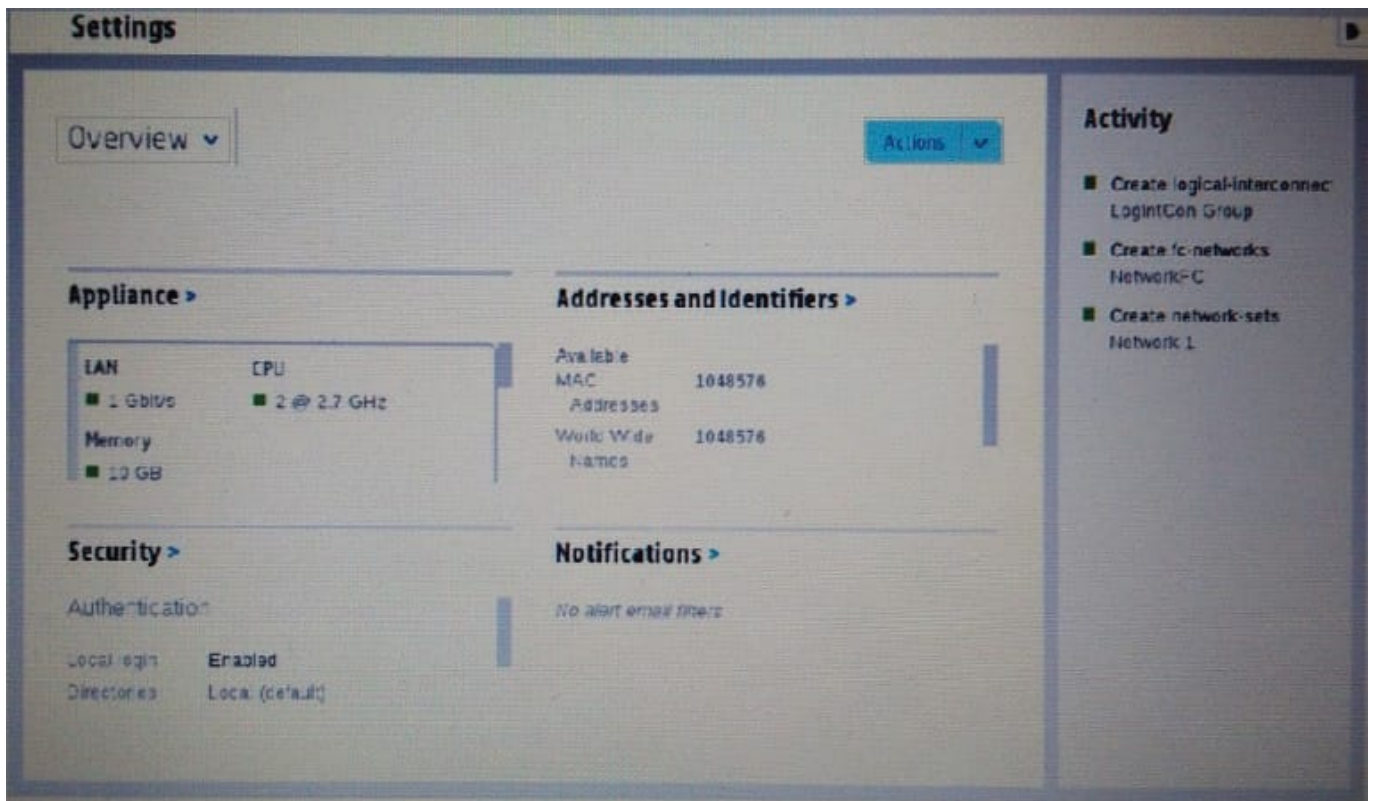 Settings
Overview
Actions
Appliance >
LAN
CPU
1 Gbit/s
2 @ 2.7 GHz
Memory
10 GB
Addresses and Identifiers >
Available
MAC
1048576
Addresses
World Wide
1048576
Names
Security >
Authentication
Local login
Enabled
Directories
Local (default)
Notifications >
No alert email filters
Activity
Create logical-interconnec
LogIntCon Group
Create fc-networks
NetworkFC
Create network-sets
Network 1